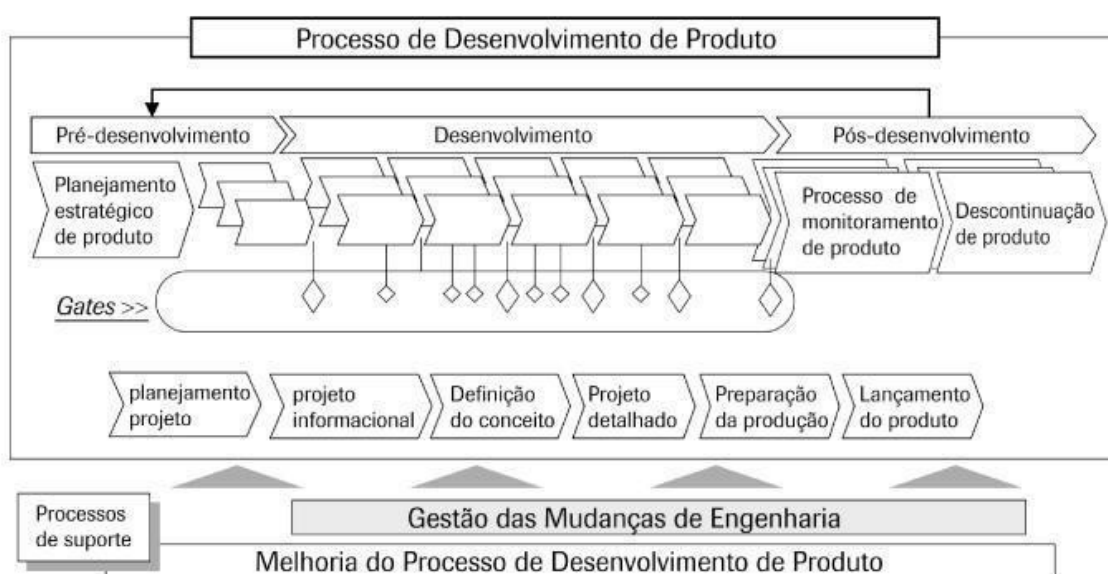 Processo de Desenvolvimento de Produto
Pré-desenvolvimento
Desenvolvimento
Pós-desenvolvimento
Planejamento
estratégico
de produto
Processo de
monitoramento
de produto
Descontinuação
de produto
Gates >>
planejamento
projeto
projeto
informacional
Definição
do conceito
Projeto
detalhado
Preparação
da produção
Lançamento
do produto
Processos
de suporte
Gestão das Mudanças de Engenharia
Melhoria do Processo de Desenvolvimento de Produto